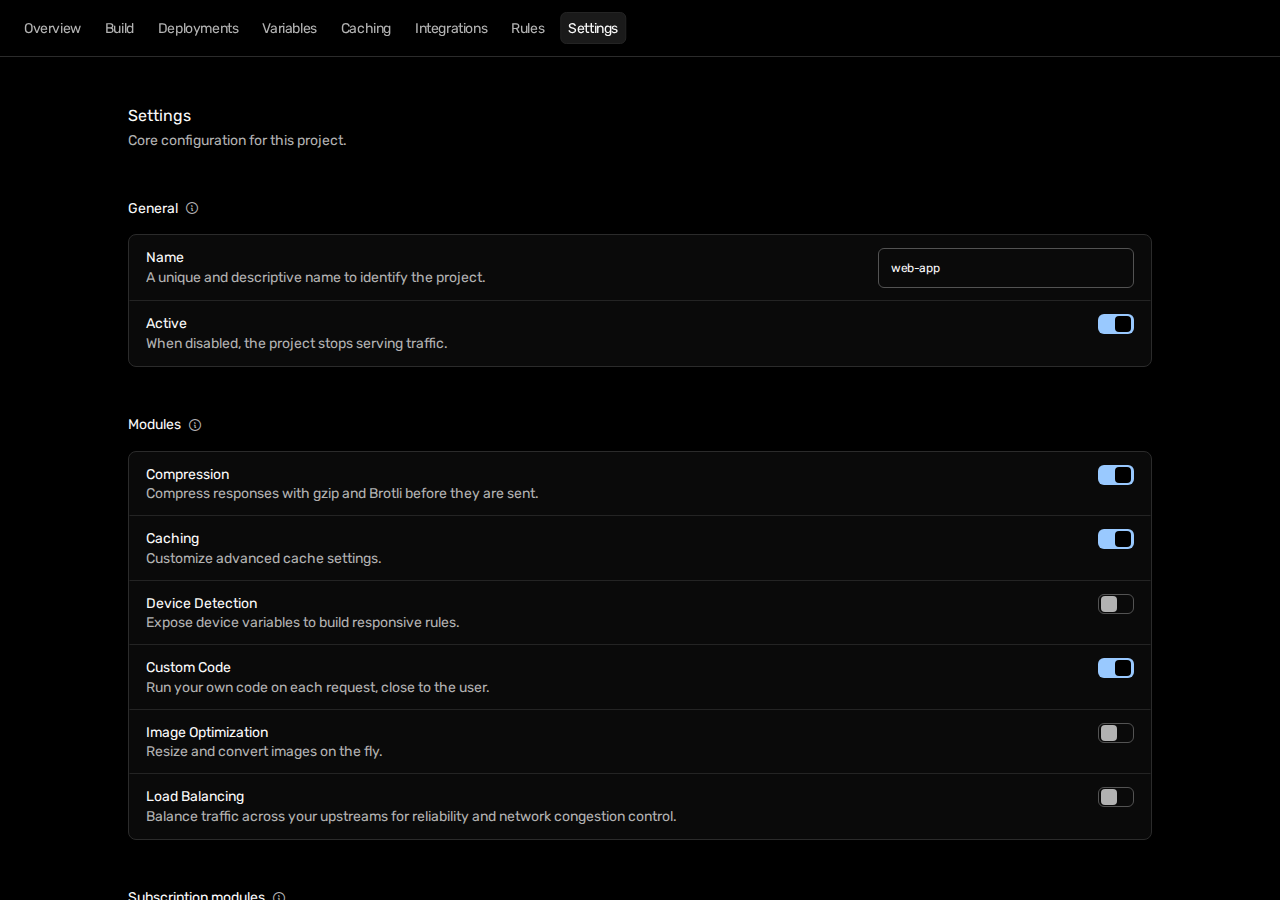 Overview Build Deployments Variables Caching Integrations Rules Settings
Settings
Core configuration for this project.
General
Name
A unique and descriptive name to identify the project.
web-app
Active
When disabled, the project stops serving traffic.
Modules
Compression
Compress responses with gzip and Brotli before they are sent.
Caching
Customize advanced cache settings.
Device Detection
Expose device variables to build responsive rules.
Custom Code
Run your own code on each request, close to the user.
Image Optimization
Resize and convert images on the fly.
Load Balancing
Balance traffic across your upstreams for reliability and network congestion control.
Subscription modules